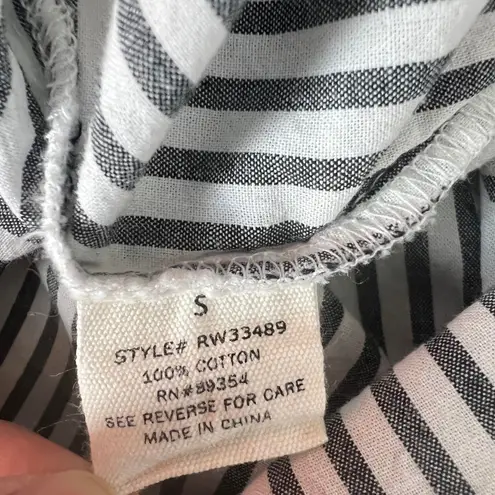 S
STYLE# RW33489
100% COTTON
RN#89354
SEE REVERSE FOR CARE
MADE IN CHINA